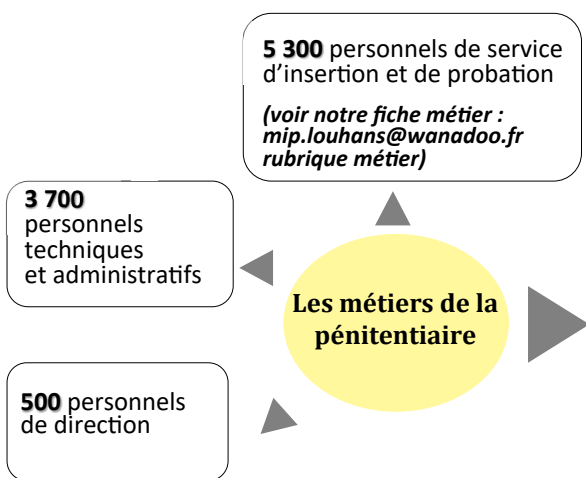 5 300 personnels de service
d’insertion et de probation
(voir notre fiche métier :
mip.louhans@wanadoo.fr
rubrique métier)
3 700
personnels
techniques
et administratifs
Les métiers de la
pénitentiaire
500 personnels
de direction